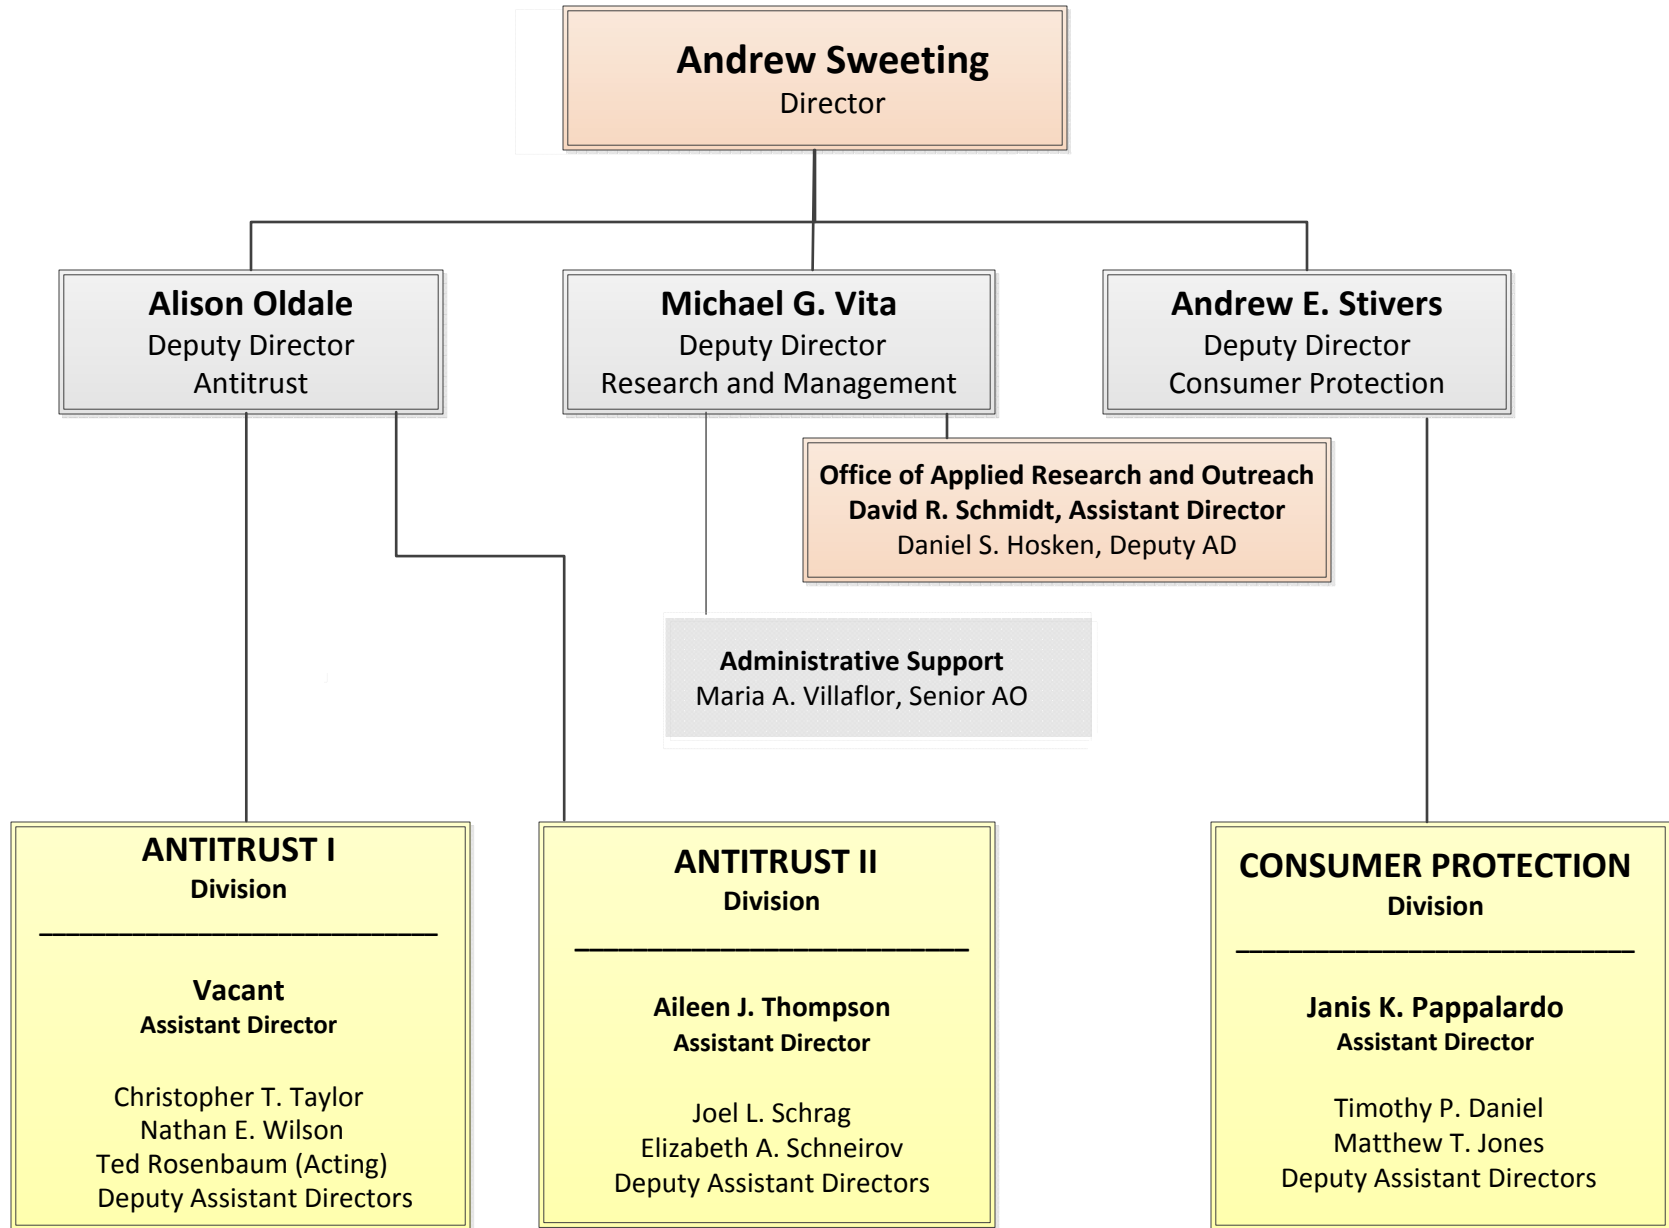 Andrew Sweeting
Director
Alison Oldale
Deputy Director
Antitrust
Michael G. Vita
Deputy Director
Research and Management
Andrew E. Stivers
Deputy Director
Consumer Protection
Office of Applied Research and Outreach
David R. Schmidt, Assistant Director
Daniel S. Hosken, Deputy AD
Administrative Support
Maria A. Villaflor, Senior AO
ANTITRUST I
Division
Vacant
Assistant Director
Christopher T. Taylor
Nathan E. Wilson
Ted Rosenbaum (Acting)
Deputy Assistant Directors
ANTITRUST II
Division
Aileen J. Thompson
Assistant Director
Joel L. Schrag
Elizabeth A. Schneirov
Deputy Assistant Directors
CONSUMER PROTECTION
Division
Janis K. Pappalardo
Assistant Director
Timothy P. Daniel
Matthew T. Jones
Deputy Assistant Directors